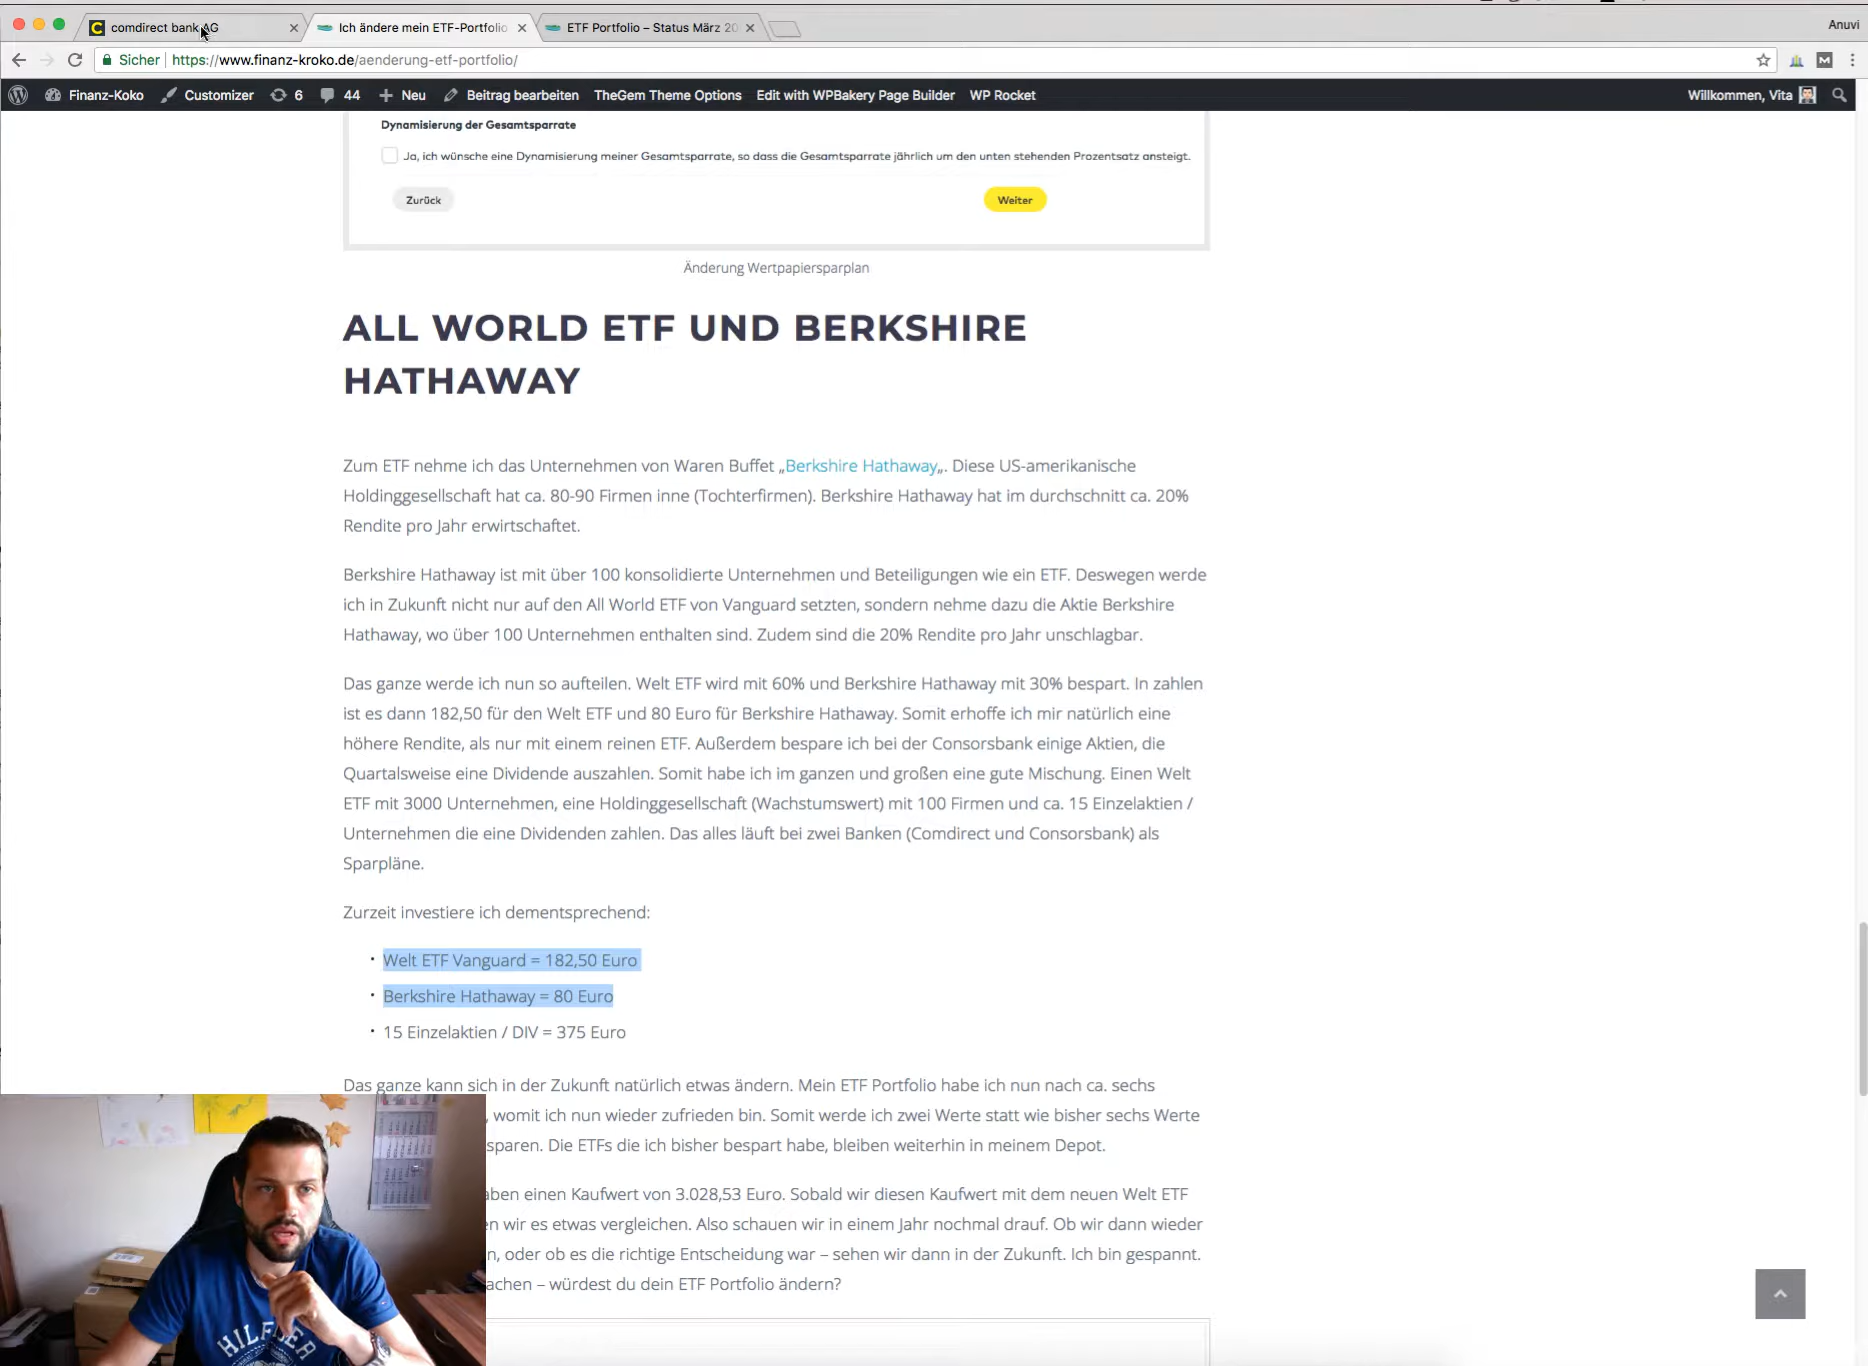 Anuvi
comdirect bank AG
Ich ändere mein ETF-Portfolio
ETF Portfolio – Status März 20
Sicher
https://www.finanz-kroko.de/aenderung-etf-portfolio/
Finanz-Koko
Customizer
6
44
Neu
Beitrag bearbeiten
TheGem Theme Options
Edit with WPBakery Page Builder
WP Rocket
Willkommen, Vita
Dynamisierung der Gesamtsparrate
Ja, ich wünsche eine Dynamisierung meiner Gesamtsparrate, so dass die Gesamtsparrate jährlich um den unten stehenden Prozentsatz ansteigt.
Zurück
Weiter
Änderung Wertpapiersparplan
ALL WORLD ETF UND BERKSHIRE
HATHAWAY
Zum ETF nehme ich das Unternehmen von Waren Buffet „Berkshire Hathaway„. Diese US-amerikanische
Holdinggesellschaft hat ca. 80-90 Firmen inne (Tochterfirmen). Berkshire Hathaway hat im durchschnitt ca. 20%
Rendite pro Jahr erwirtschaftet.
Berkshire Hathaway ist mit über 100 konsolidierte Unternehmen und Beteiligungen wie ein ETF. Deswegen werde
ich in Zukunft nicht nur auf den All World ETF von Vanguard setzten, sondern nehme dazu die Aktie Berkshire
Hathaway, wo über 100 Unternehmen enthalten sind. Zudem sind die 20% Rendite pro Jahr unschlagbar.
Das ganze werde ich nun so aufteilen. Welt ETF wird mit 60% und Berkshire Hathaway mit 30% bespart. In zahlen
ist es dann 182,50 für den Welt ETF und 80 Euro für Berkshire Hathaway. Somit erhoffe ich mir natürlich eine
höhere Rendite, als nur mit einem reinen ETF. Außerdem bespare ich bei der Consorsbank einige Aktien, die
Quartalsweise eine Dividende auszahlen. Somit habe ich im ganzen und großen eine gute Mischung. Einen Welt
ETF mit 3000 Unternehmen, eine Holdinggesellschaft (Wachstumswert) mit 100 Firmen und ca. 15 Einzelaktien /
Unternehmen die eine Dividenden zahlen. Das alles läuft bei zwei Banken (Comdirect und Consorsbank) als
Sparpläne.
Zurzeit investiere ich dementsprechend:
• Welt ETF Vanguard = 182,50 Euro
• Berkshire Hathaway = 80 Euro
• 15 Einzelaktien / DIV = 375 Euro
Das ganze kann sich in der Zukunft natürlich etwas ändern. Mein ETF Portfolio habe ich nun nach ca. sechs
, womit ich nun wieder zufrieden bin. Somit werde ich zwei Werte statt wie bisher sechs Werte
sparen. Die ETFs die ich bisher bespart habe, bleiben weiterhin in meinem Depot.
aben einen Kaufwert von 3.028,53 Euro. Sobald wir diesen Kaufwert mit dem neuen Welt ETF
en wir es etwas vergleichen. Also schauen wir in einem Jahr nochmal drauf. Ob wir dann wieder
n, oder ob es die richtige Entscheidung war – sehen wir dann in der Zukunft. Ich bin gespannt.
achen – würdest du dein ETF Portfolio ändern?